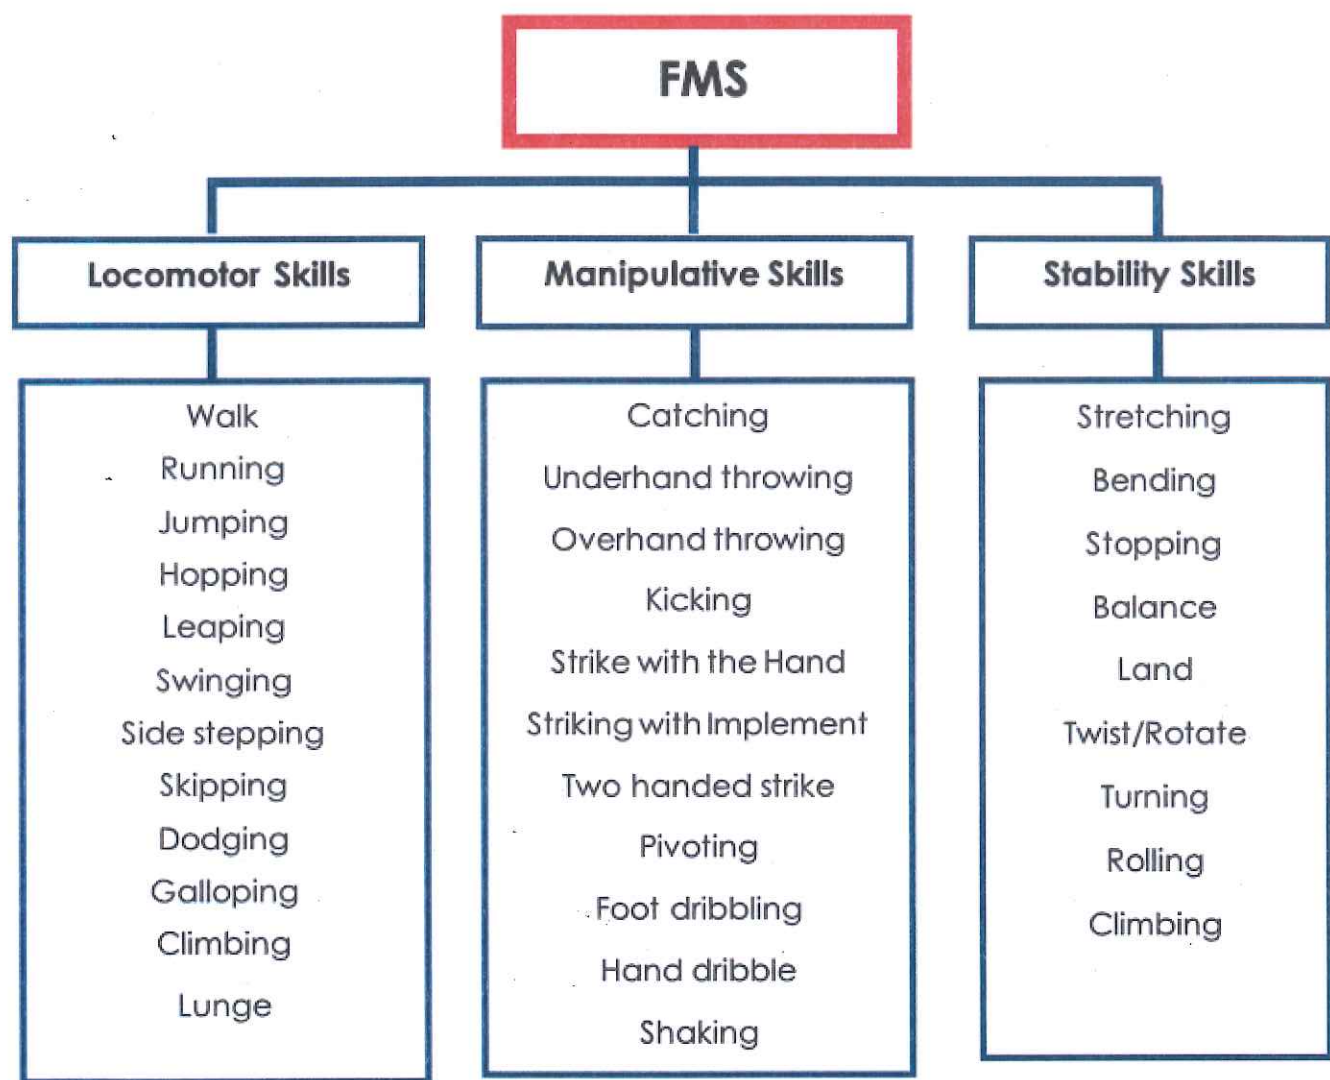 FMS
Locomotor Skills
Walk
Running
Jumping
Hopping
Leaping
Swinging
Side stepping
Skipping
Dodging
Galloping
Climbing
Lunge
Manipulative Skills
Catching
Underhand throwing
Overhand throwing
Kicking
Strike with the Hand
Striking with Implement
Two handed strike
Pivoting
Foot dribbling
Hand dribble
Shaking
Stability Skills
Stretching
Bending
Stopping
Balance
Land
Twist/Rotate
Turning
Rolling
Climbing